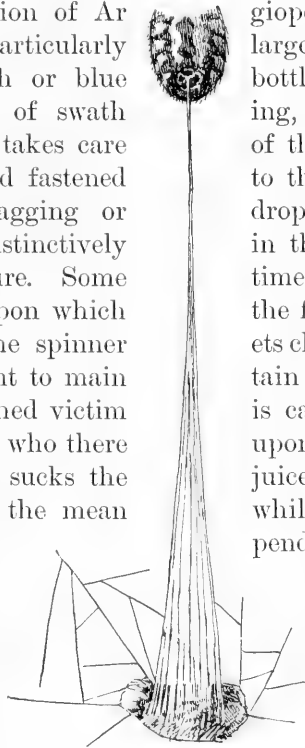 ion of Ar giope
articularly large
h or blue bottl
of swath ing,
takes care of th
d fastened to th
agging or drop
stinctively in th
re. Some time
pon which the f
ne spinner ets cl
nt to main tain
ned victim is ca
who there upon
sucks the juice
the mean whil
pend